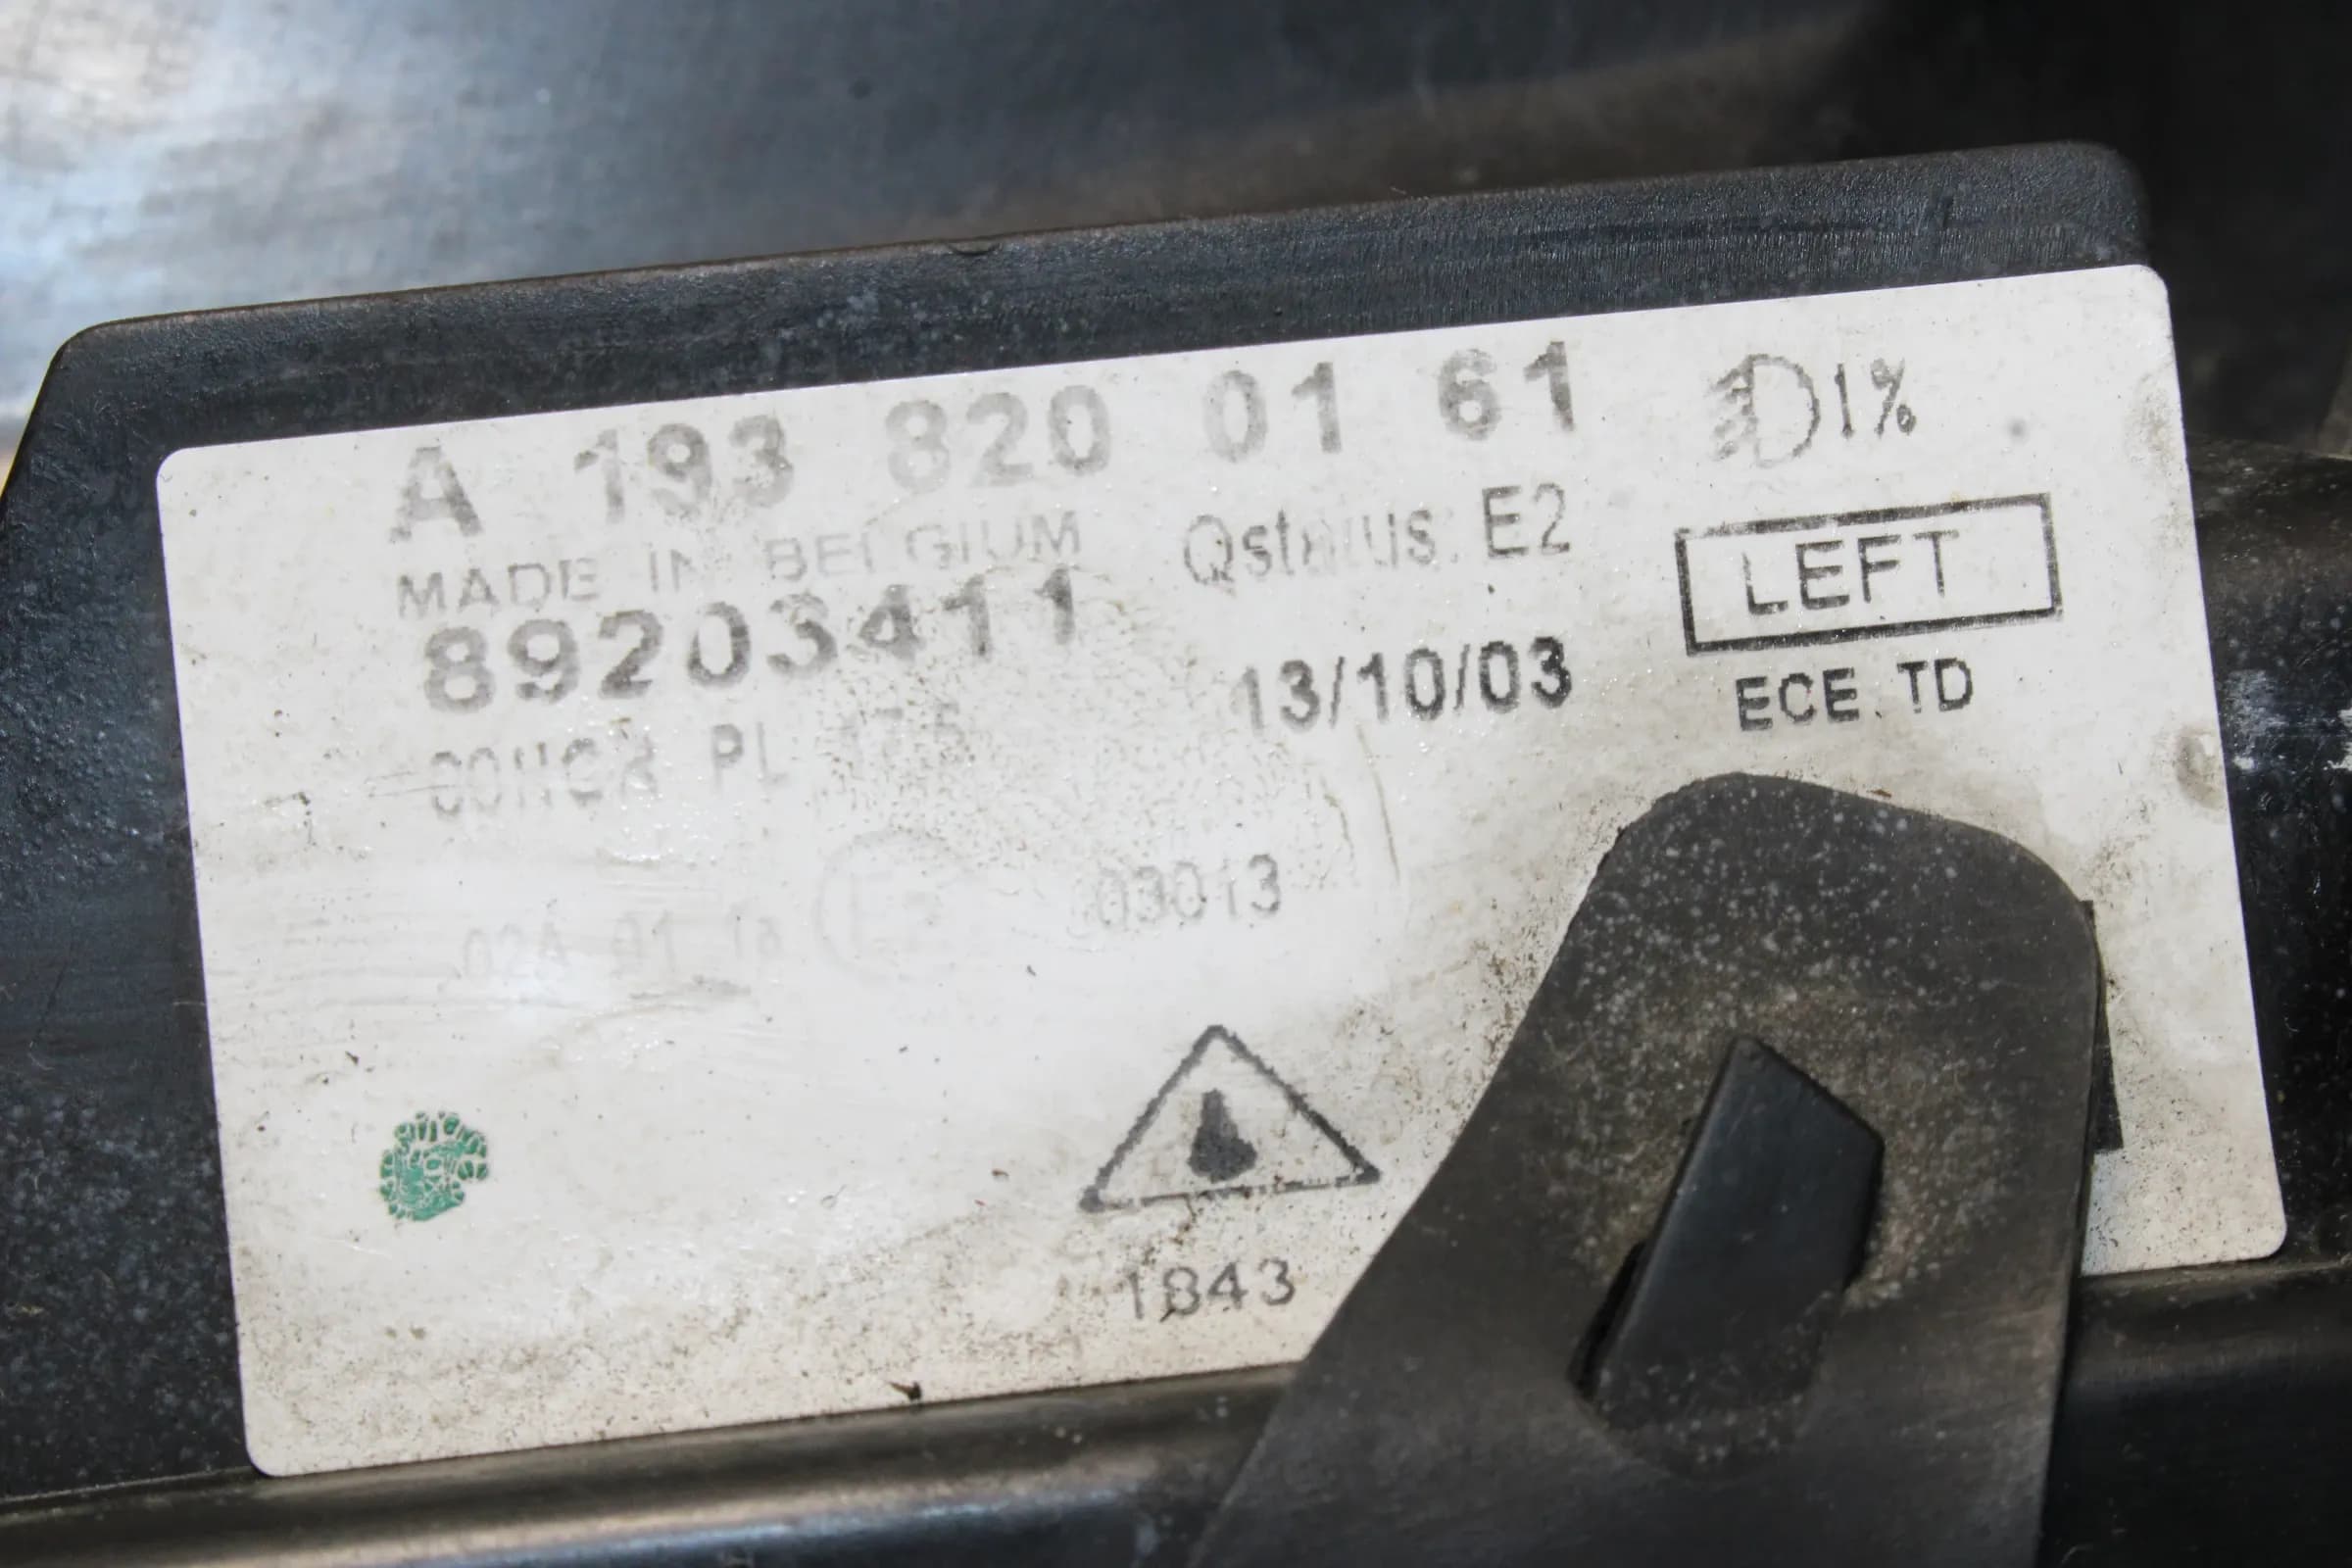 A 193 820 01 61 1%
MADE IN BELGIUM Qstatus: E2
LEFT
89203411 13/10/03
ECE TD
PL
03013
1843